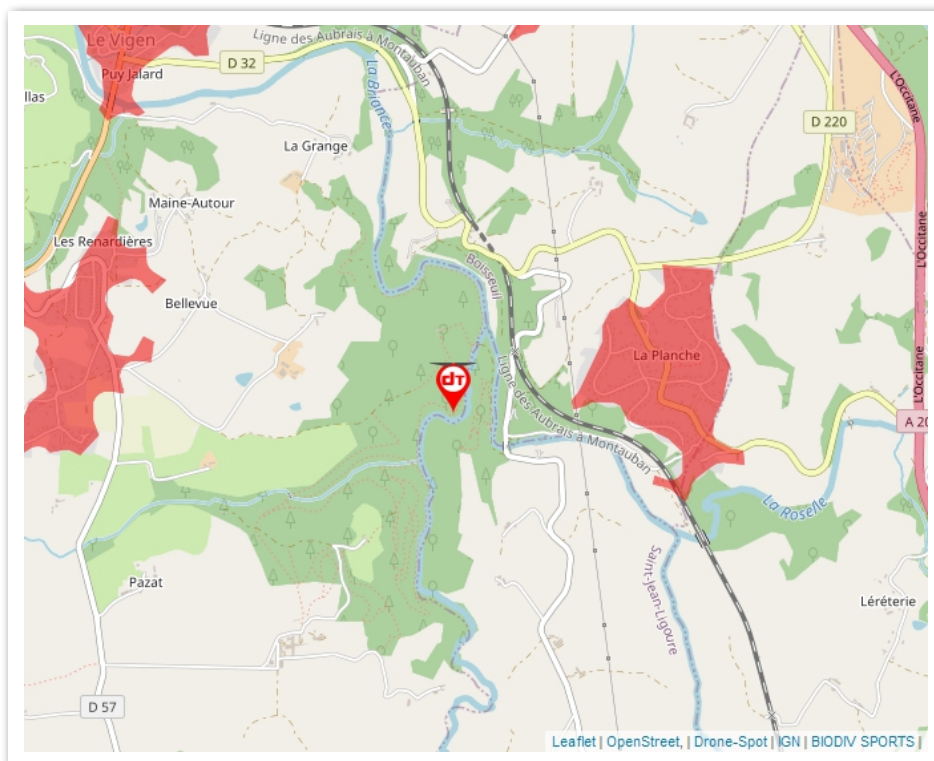 Le Vigen
Ligne des Aubrais à Montauban
Puy Jalard
D 32
La Briance
L'Occitane
D 220
La Grange
Maine-Autour
L'Occitane
Les Renardières
Boisseuil
Bellevue
La Planche
dT
L'Occitane
Ligne des Aubrais à Montauban
A 20
La Roselle
Saint-Jean-Ligoure
Pazat
Léréterie
D 57
Leaflet | OpenStreet, | Drone-Spot | IGN | BIODIV SPORTS |